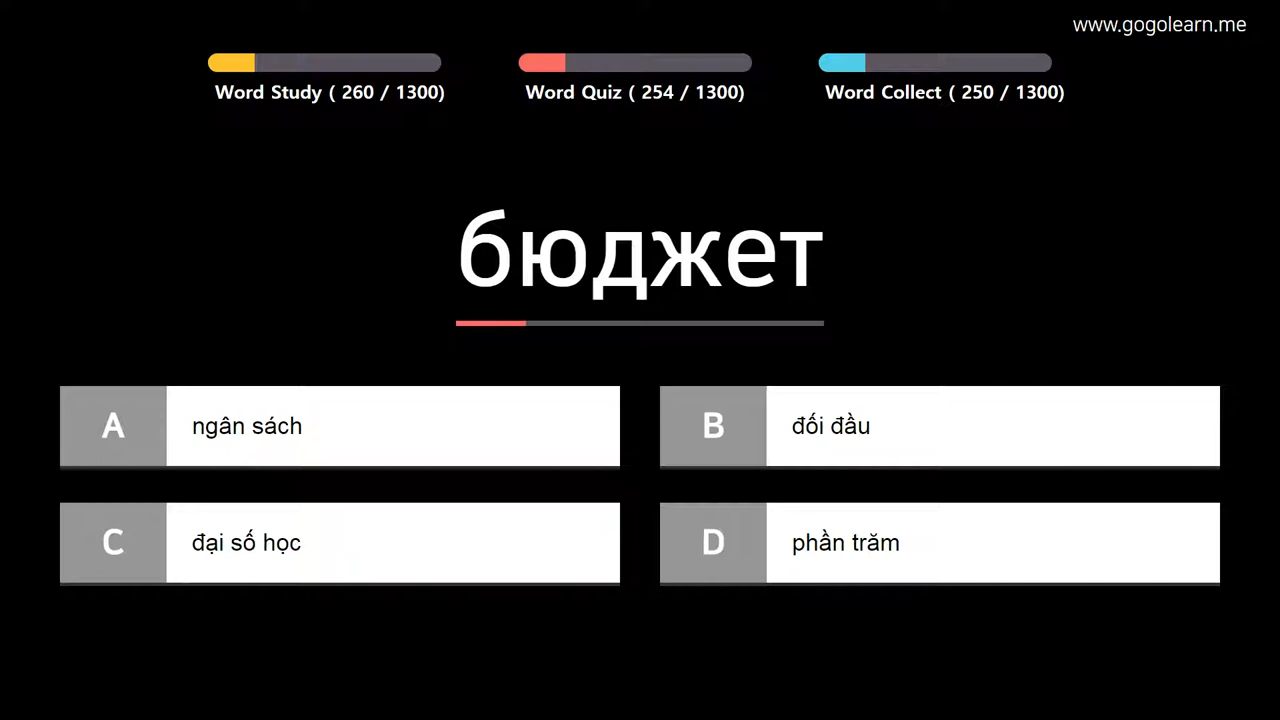 www.gogolearn.me
Word Study ( 260 / 1300)
Word Quiz ( 254 / 1300)
Word Collect ( 250 / 1300)
бюджет
A
ngân sách
B
đối đầu
C
đại số học
D
phần trăm